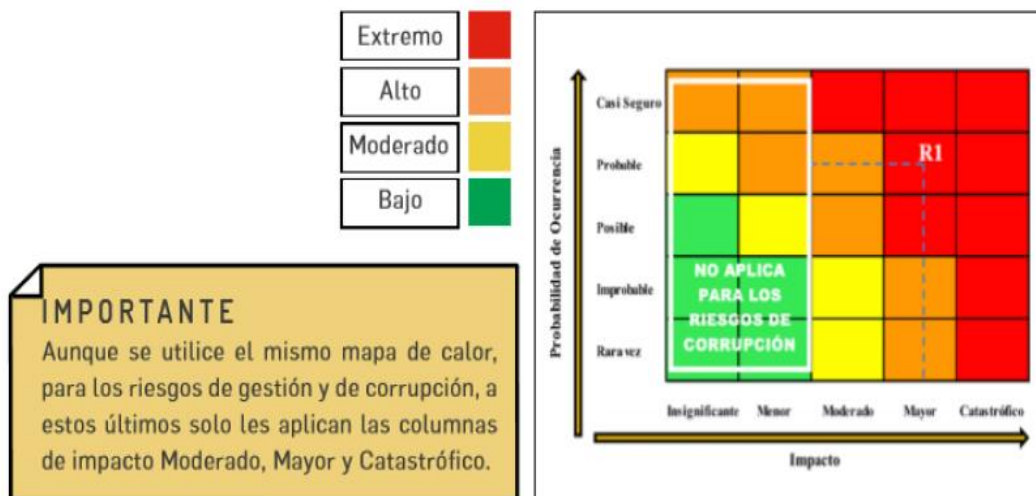 Extremo
Alto
Moderado
Bajo
IMPORTANTE
Aunque se utilice el mismo mapa de calor,
para los riesgos de gestión y de corrupción, a
estos últimos solo les aplican las columnas
de impacto Moderado, Mayor y Catastrófico.
Probabilidad de Ocurrencia
Casi Seguro
Probable
Posible
Improbable
Rara vez
R1
NO APLICA
PARA LOS
RIESGOS DE
CORRUPCIÓN
Insignificante Menor Moderado Mayor Catastrófico
Impacto